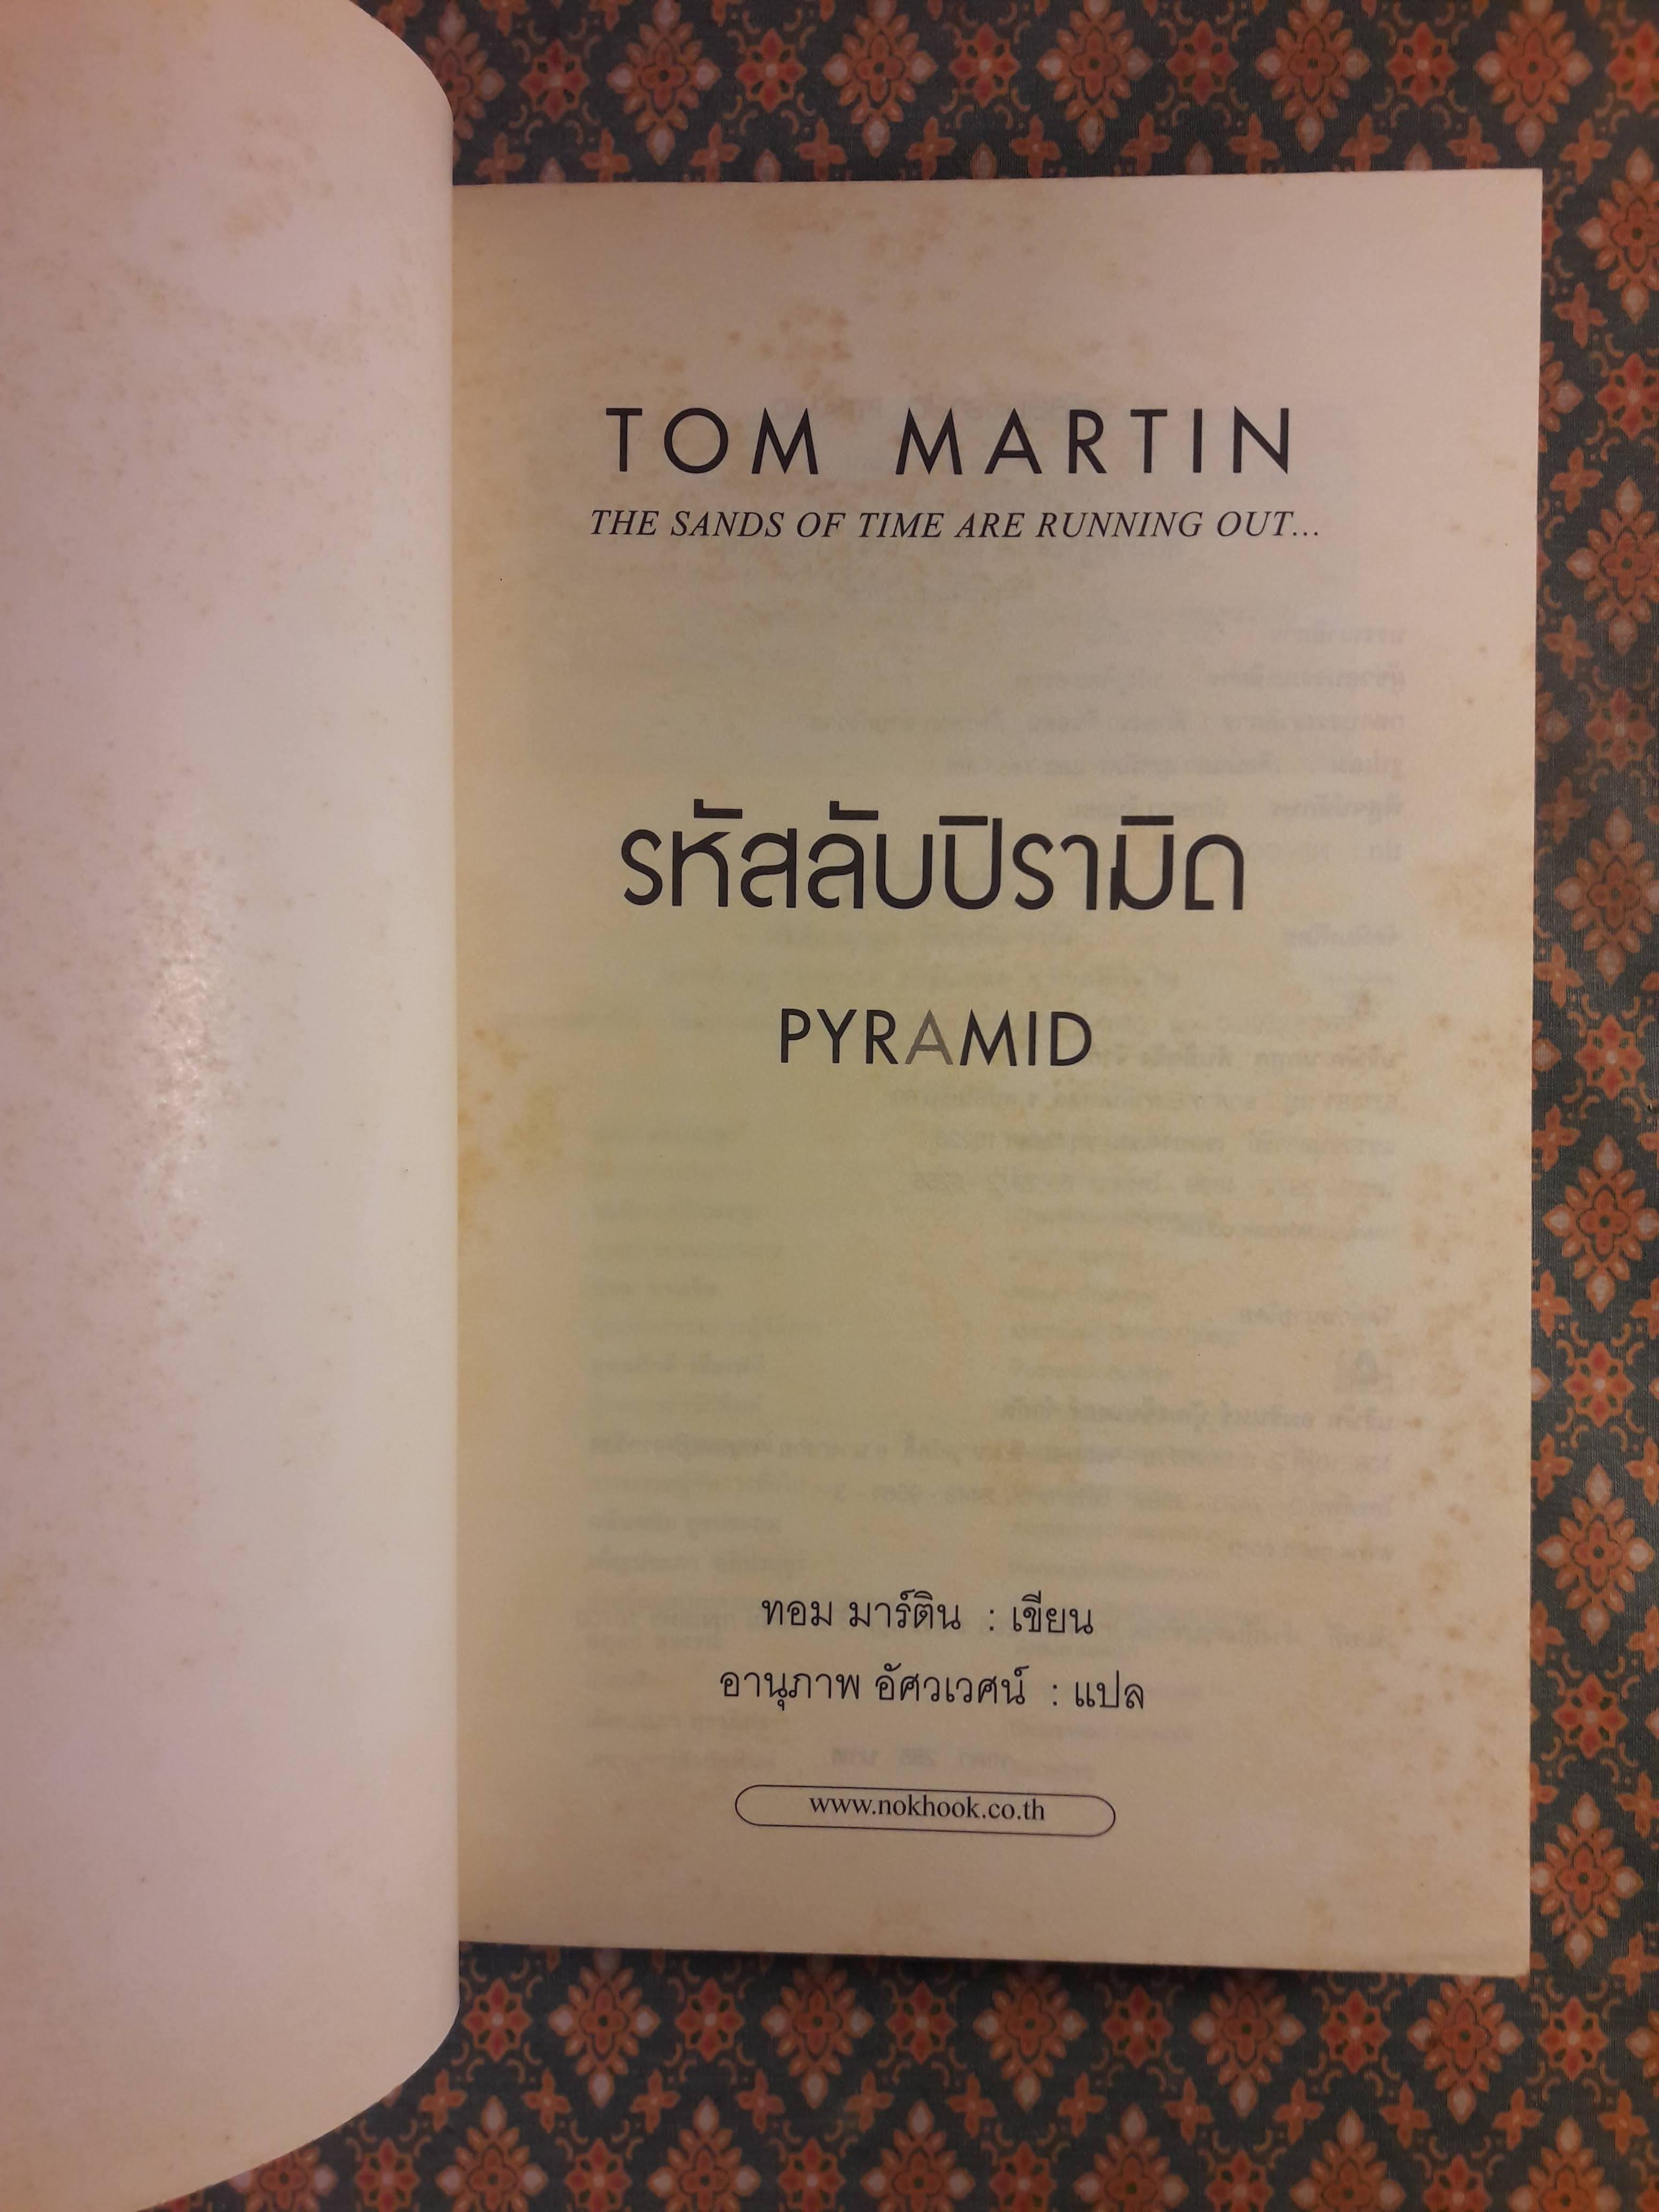 TOM MARTIN
THE SANDS OF TIME ARE RUNNING OUT...
รหัสลับปิรามิด
PYRAMID
ทอม มาร์ติน : เขียน
อานุภาพ อัศวเวศน์ : แปล
www.nokhook.co.th